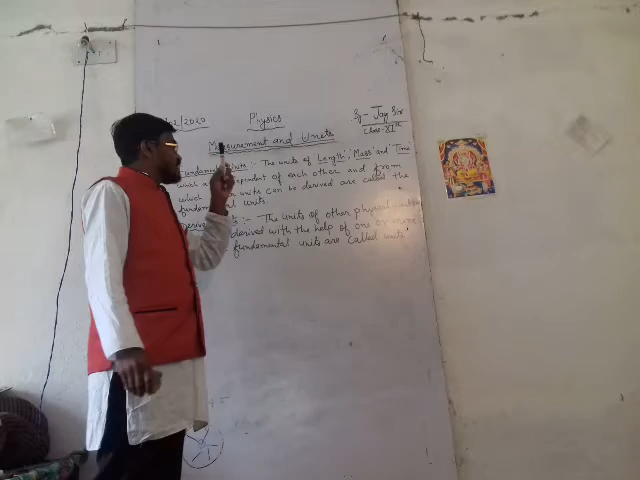 /2020 Physics By - Jay Sir
Class - XIth
Measurement and Units
Fundamental Units :- The units of Length, Mass and Time
which are independent of each other and from
which other units can be derived are called the
fundamental units.
Derived Units :- The units of other physical
derived with the help of one or more
fundamental units are called units